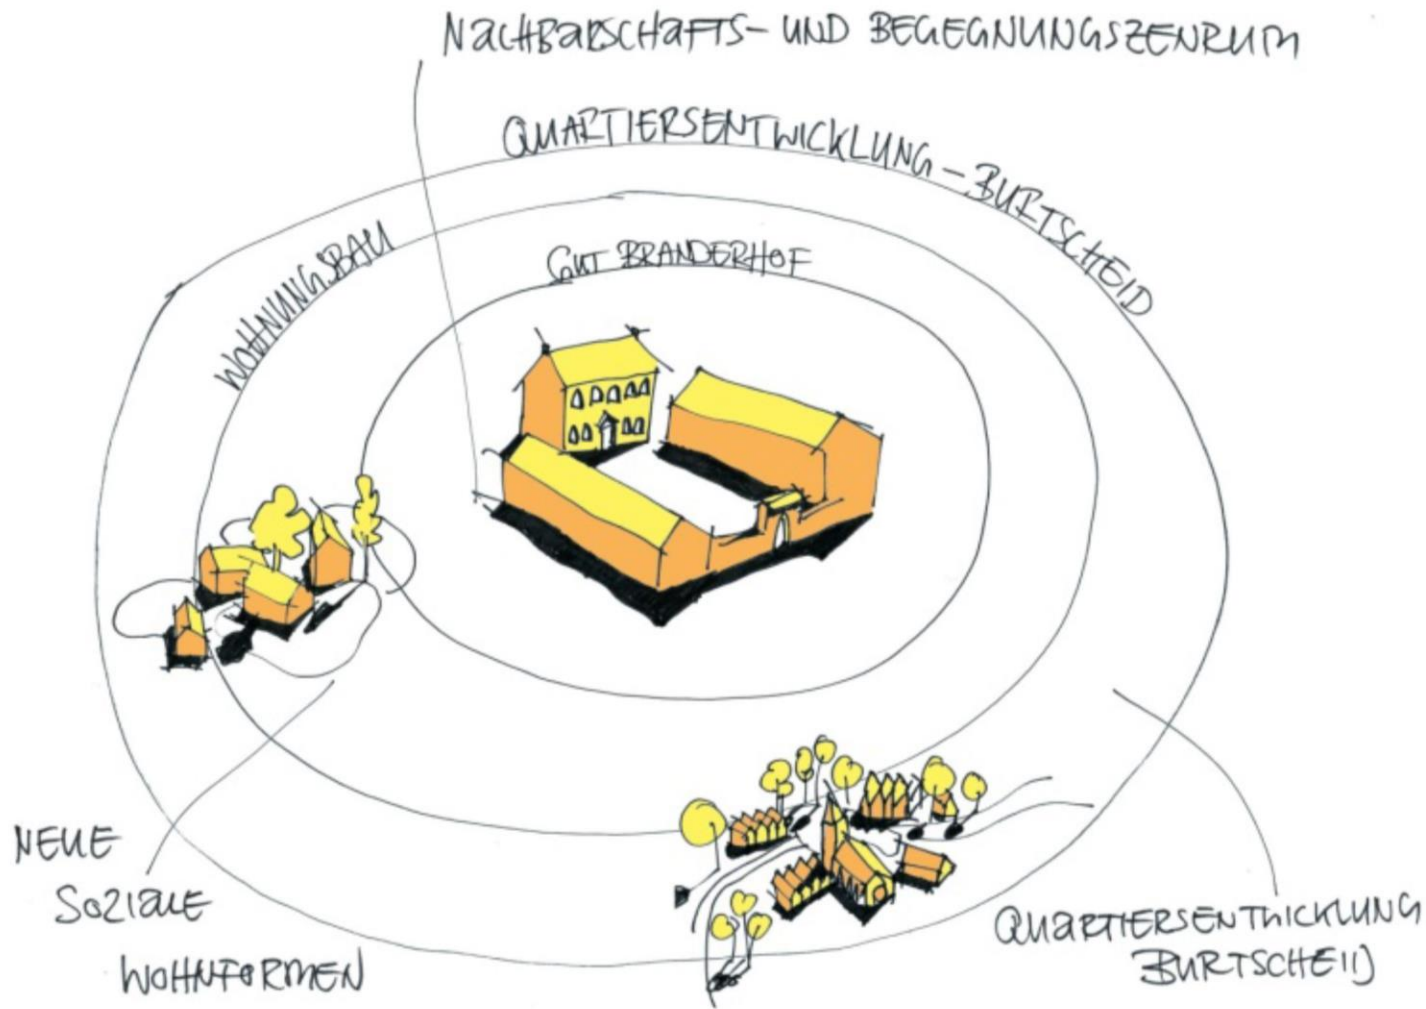 NACHBARSCHAFTS- UND BEGEGNUNGSZENRUM
QUARTIERSENTWICKLUNG - BURTSCHEID
WOHNUNGSBAU
GUT BRANDERHOF
NEUE
SOZIALE
WOHNFORMEN
QUARTIERSENTWICKLUNG
BURTSCHEID